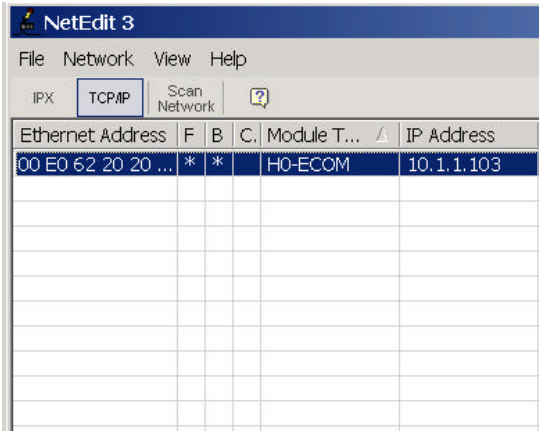 NetEdit 3
File Network View Help
IPX TCP/IP Scan Network
Ethernet Address F B C. Module T... IP Address
00 E0 62 20 20 ... * * H0-ECOM 10.1.1.103